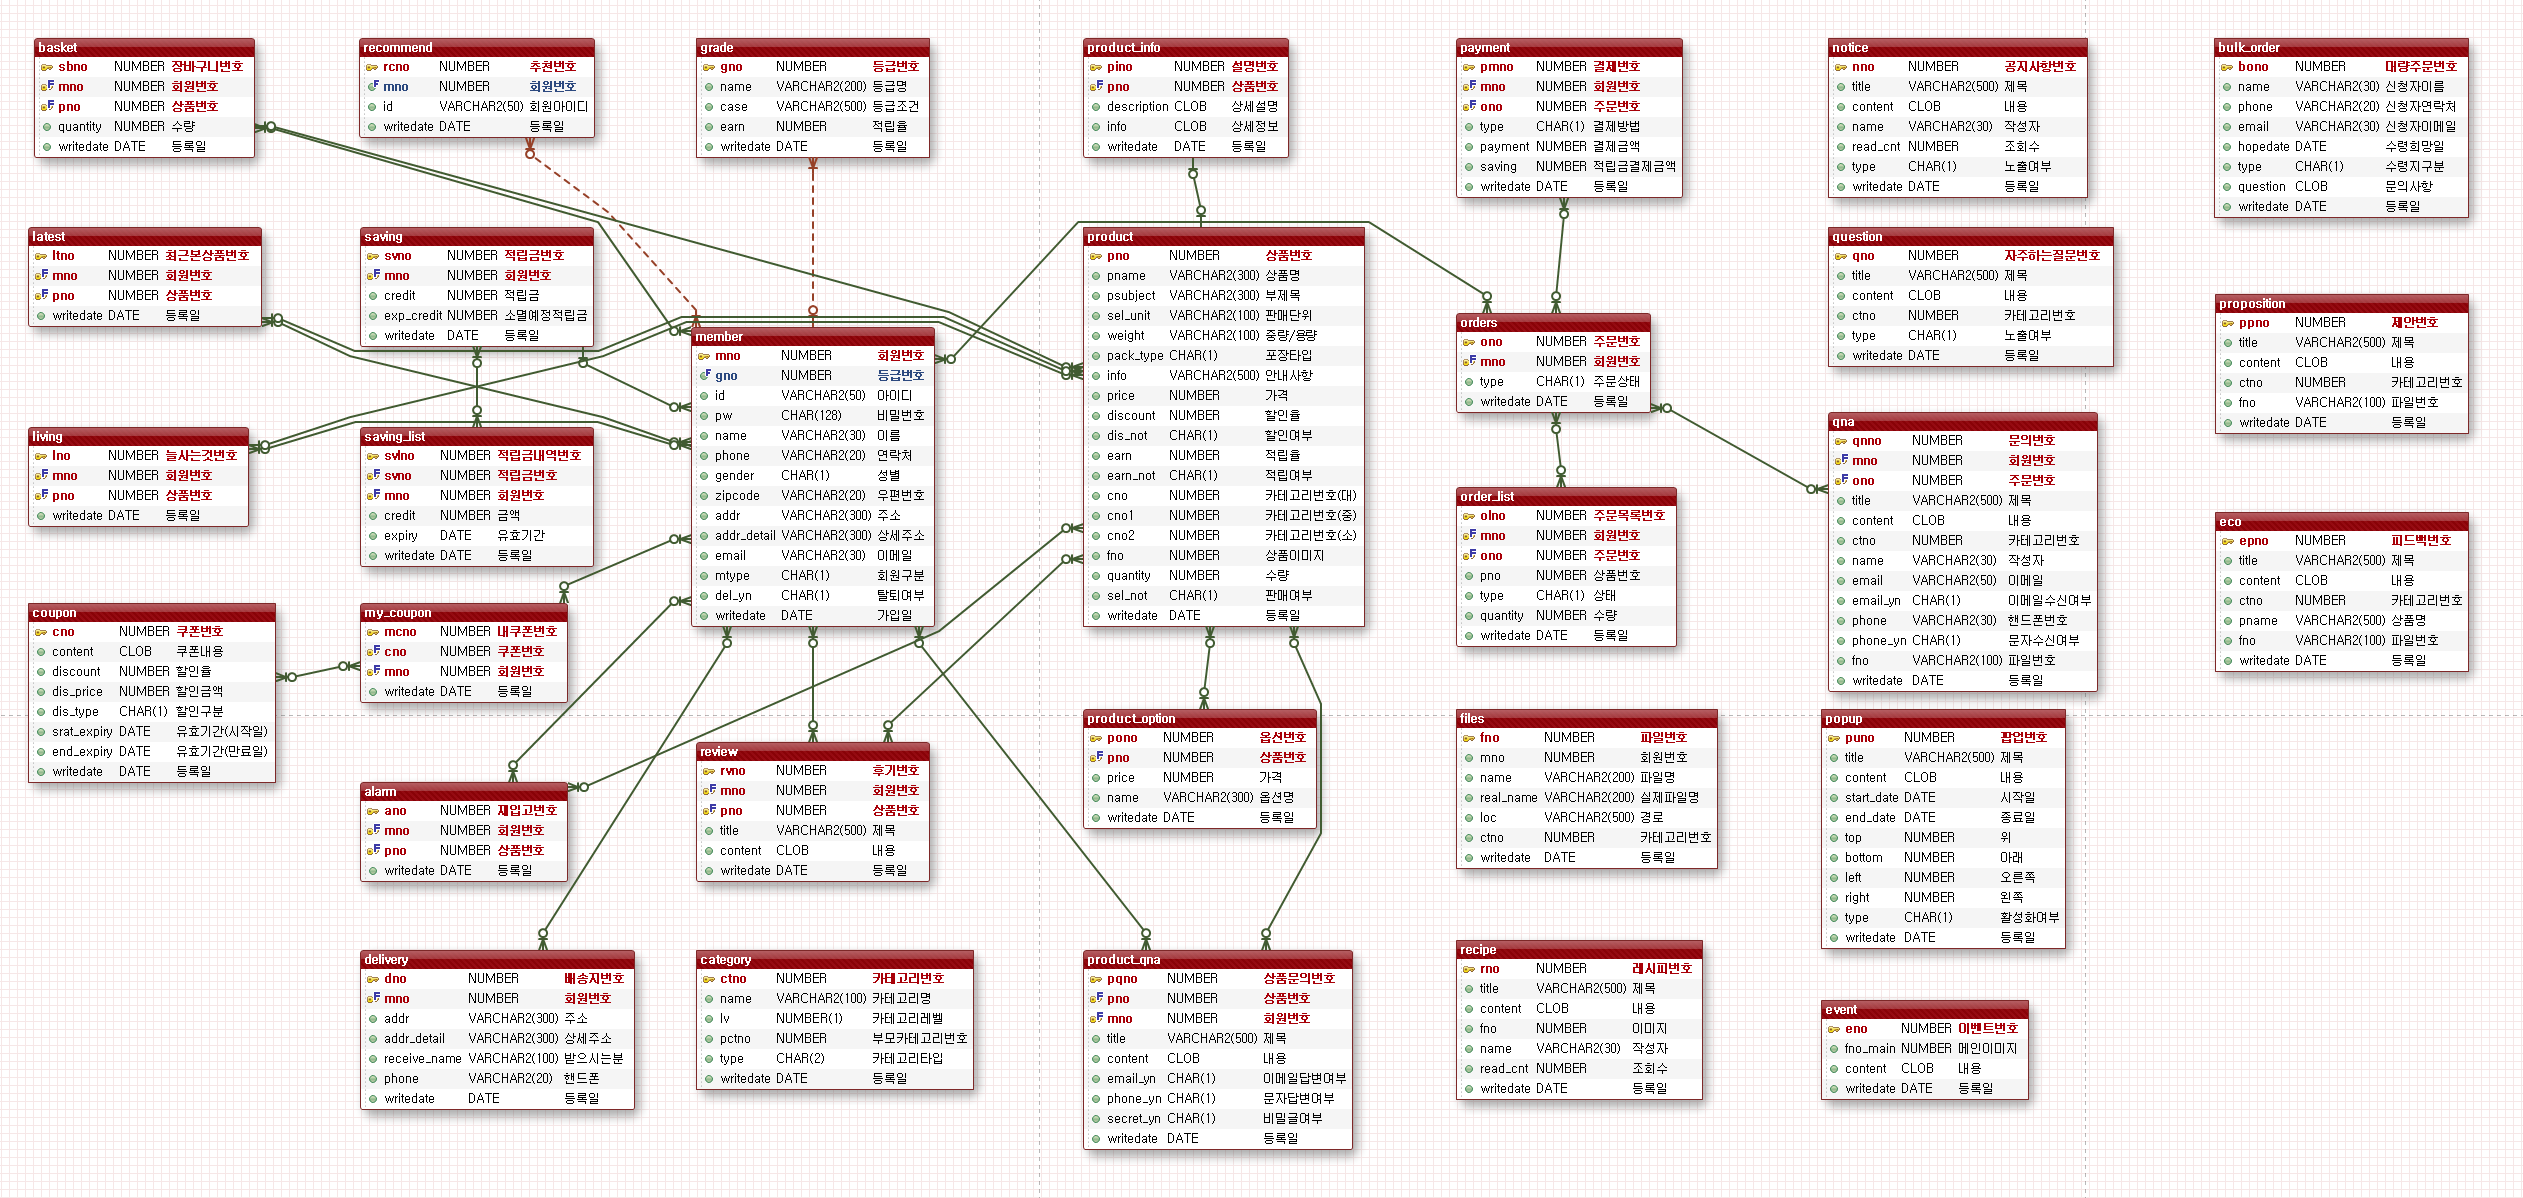 basket
sbno NUMBER 장바구니번호
mno NUMBER 회원번호
pno NUMBER 상품번호
quantity NUMBER 수량
writedate DATE 등록일
recommend
rcno NUMBER 추천번호
mno NUMBER 회원번호
id VARCHAR2(50) 회원아이디
writedate DATE 등록일
grade
gno NUMBER 등급번호
name VARCHAR2(200) 등급명
case VARCHAR2(500) 등급조건
earn NUMBER 적립율
writedate DATE 등록일
product_info
pino NUMBER 설명번호
pno NUMBER 상품번호
description CLOB 상세설명
info CLOB 상세정보
writedate DATE 등록일
payment
pmno NUMBER 결제번호
mno NUMBER 회원번호
ono NUMBER 주문번호
type CHAR(1) 결제방법
payment NUMBER 결제금액
saving NUMBER 적립금결제금액
writedate DATE 등록일
notice
nno NUMBER 공지사항번호
title VARCHAR2(500) 제목
content CLOB 내용
name VARCHAR2(30) 작성자
read_cnt NUMBER 조회수
type CHAR(1) 노출여부
writedate DATE 등록일
bulk_order
bono NUMBER 대량주문번호
name VARCHAR2(30) 신청자이름
phone VARCHAR2(20) 신청자연락처
email VARCHAR2(30) 신청자이메일
hopedate DATE 수령희망일
type CHAR(1) 수령지구분
question CLOB 문의사항
writedate DATE 등록일
latest
ltno NUMBER 최근본상품번호
mno NUMBER 회원번호
pno NUMBER 상품번호
writedate DATE 등록일
saving
svno NUMBER 적립금번호
mno NUMBER 회원번호
credit NUMBER 적립금
exp_credit NUMBER 소멸예정적립금
writedate DATE 등록일
member
mno NUMBER 회원번호
gno NUMBER 등급번호
id VARCHAR2(50) 아이디
pw CHAR(128) 비밀번호
name VARCHAR2(30) 이름
phone VARCHAR2(20) 연락처
gender CHAR(1) 성별
zipcode VARCHAR2(20) 우편번호
addr VARCHAR2(300) 주소
addr_detail VARCHAR2(300) 상세주소
email VARCHAR2(30) 이메일
mtype CHAR(1) 회원구분
del_yn CHAR(1) 탈퇴여부
writedate DATE 가입일
product
pno NUMBER 상품번호
pname VARCHAR2(300) 상품명
psubject VARCHAR2(300) 부제목
sel_unit VARCHAR2(100) 판매단위
weight VARCHAR2(100) 중량/용량
pack_type CHAR(1) 포장타입
info VARCHAR2(500) 안내사항
price NUMBER 가격
discount NUMBER 할인율
dis_not CHAR(1) 할인여부
earn NUMBER 적립율
earn_not CHAR(1) 적립여부
cno NUMBER 카테고리번호(대)
cno1 NUMBER 카테고리번호(중)
cno2 NUMBER 카테고리번호(소)
fno NUMBER 상품이미지
quantity NUMBER 수량
sel_not CHAR(1) 판매여부
writedate DATE 등록일
orders
ono NUMBER 주문번호
mno NUMBER 회원번호
type CHAR(1) 주문상태
writedate DATE 등록일
question
qno NUMBER 자주하는질문번호
title VARCHAR2(500) 제목
content CLOB 내용
ctno NUMBER 카테고리번호
type CHAR(1) 노출여부
writedate DATE 등록일
proposition
ppno NUMBER 제안번호
title VARCHAR2(500) 제목
content CLOB 내용
ctno NUMBER 카테고리번호
fno VARCHAR2(100) 파일번호
writedate DATE 등록일
living
lno NUMBER 늘사는것번호
mno NUMBER 회원번호
pno NUMBER 상품번호
writedate DATE 등록일
saving_list
svlno NUMBER 적립금내역번호
svno NUMBER 적립금번호
mno NUMBER 회원번호
credit NUMBER 금액
expiry DATE 유효기간
writedate DATE 등록일
order_list
olno NUMBER 주문목록번호
mno NUMBER 회원번호
ono NUMBER 주문번호
pno NUMBER 상품번호
type CHAR(1) 상태
quantity NUMBER 수량
writedate DATE 등록일
qna
qnno NUMBER 문의번호
mno NUMBER 회원번호
ono NUMBER 주문번호
title VARCHAR2(500) 제목
content CLOB 내용
ctno NUMBER 카테고리번호
name VARCHAR2(30) 작성자
email VARCHAR2(50) 이메일
email_yn CHAR(1) 이메일수신여부
phone VARCHAR2(30) 핸드폰번호
phone_yn CHAR(1) 문자수신여부
fno VARCHAR2(100) 파일번호
writedate DATE 등록일
eco
epno NUMBER 피드백번호
title VARCHAR2(500) 제목
content CLOB 내용
ctno NUMBER 카테고리번호
pname VARCHAR2(500) 상품명
fno VARCHAR2(100) 파일번호
writedate DATE 등록일
coupon
cno NUMBER 쿠폰번호
content CLOB 쿠폰내용
discount NUMBER 할인율
dis_price NUMBER 할인금액
dis_type CHAR(1) 할인구분
srat_expiry DATE 유효기간(시작일)
end_expiry DATE 유효기간(만료일)
writedate DATE 등록일
my_coupon
mcno NUMBER 내쿠폰번호
cno NUMBER 쿠폰번호
mno NUMBER 회원번호
writedate DATE 등록일
alarm
ano NUMBER 재입고번호
mno NUMBER 회원번호
pno NUMBER 상품번호
writedate DATE 등록일
review
rvno NUMBER 후기번호
mno NUMBER 회원번호
pno NUMBER 상품번호
title VARCHAR2(500) 제목
content CLOB 내용
writedate DATE 등록일
product_option
pono NUMBER 옵션번호
pno NUMBER 상품번호
price NUMBER 가격
name VARCHAR2(300) 옵션명
writedate DATE 등록일
files
fno NUMBER 파일번호
mno NUMBER 회원번호
name VARCHAR2(200) 파일명
real_name VARCHAR2(200) 실제파일명
loc VARCHAR2(500) 경로
ctno NUMBER 카테고리번호
writedate DATE 등록일
popup
puno NUMBER 팝업번호
title VARCHAR2(500) 제목
content CLOB 내용
start_date DATE 시작일
end_date DATE 종료일
top NUMBER 위
bottom NUMBER 아래
left NUMBER 오른쪽
right NUMBER 왼쪽
type CHAR(1) 활성화여부
writedate DATE 등록일
delivery
dno NUMBER 배송지번호
mno NUMBER 회원번호
addr VARCHAR2(300) 주소
addr_detail VARCHAR2(300) 상세주소
receive_name VARCHAR2(100) 받으시는분
phone VARCHAR2(20) 핸드폰
writedate DATE 등록일
category
ctno NUMBER 카테고리번호
name VARCHAR2(100) 카테고리명
lv NUMBER(1) 카테고리레벨
pctno NUMBER 부모카테고리번호
type CHAR(2) 카테고리타입
writedate DATE 등록일
product_qna
pqno NUMBER 상품문의번호
pno NUMBER 상품번호
mno NUMBER 회원번호
title VARCHAR2(500) 제목
content CLOB 내용
email_yn CHAR(1) 이메일답변여부
phone_yn CHAR(1) 문자답변여부
secret_yn CHAR(1) 비밀글여부
writedate DATE 등록일
recipe
rno NUMBER 레시피번호
title VARCHAR2(500) 제목
content CLOB 내용
fno NUMBER 이미지
name VARCHAR2(30) 작성자
read_cnt NUMBER 조회수
writedate DATE 등록일
event
eno NUMBER 이벤트번호
fno_main NUMBER 메인이미지
content CLOB 내용
writedate DATE 등록일